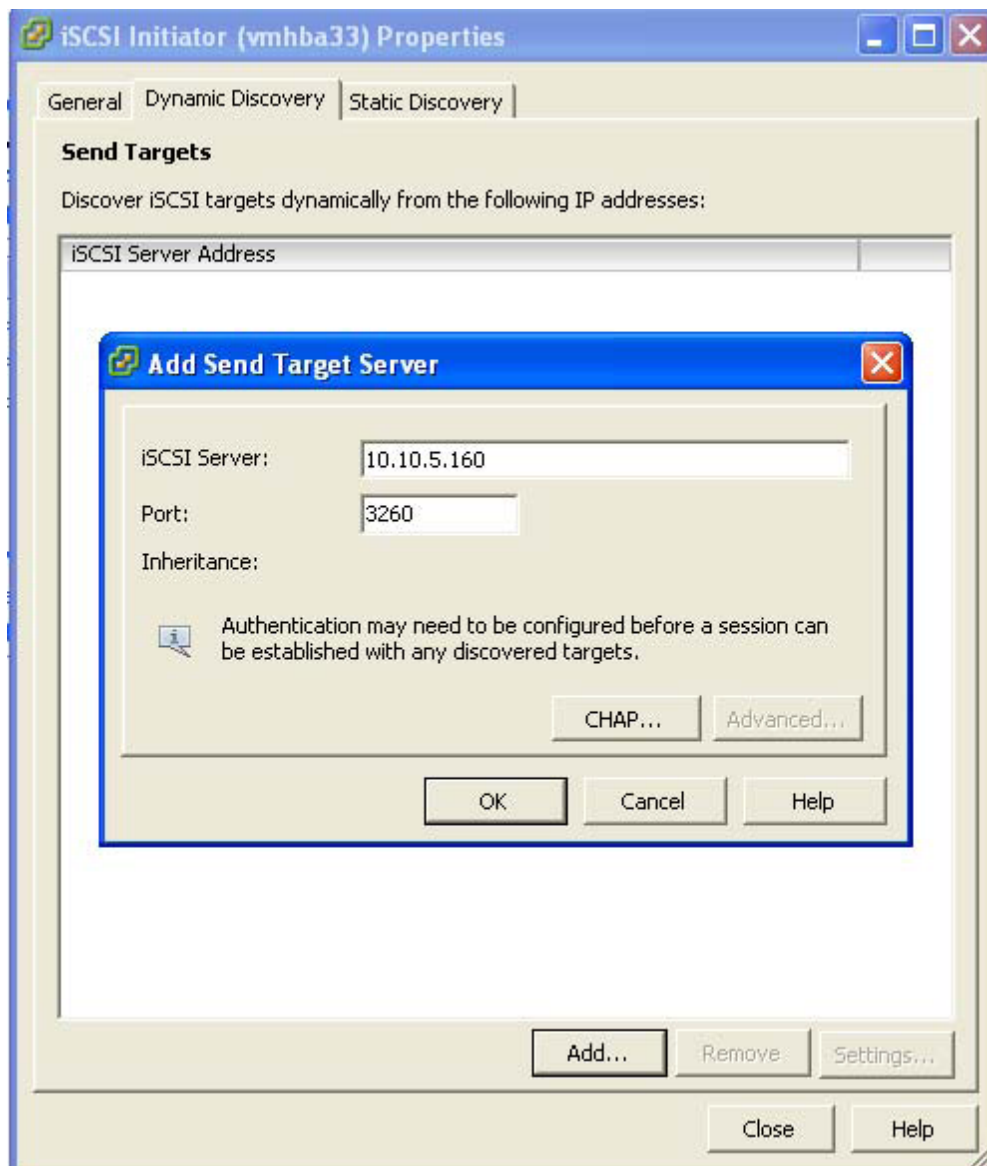 iSCSI Initiator (vmhba33) Properties
General
Dynamic Discovery
Static Discovery
Send Targets
Discover iSCSI targets dynamically from the following IP addresses:
iSCSI Server Address
Add Send Target Server
iSCSI Server:
10.10.5.160
Port:
3260
Inheritance:
Authentication may need to be configured before a session can
be established with any discovered targets.
CHAP...
Advanced...
OK
Cancel
Help
Add...
Remove
Settings...
Close
Help